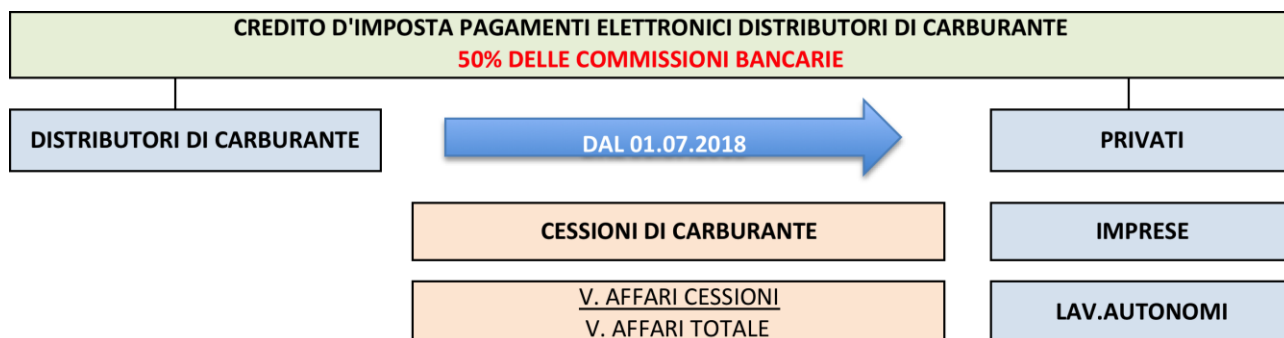 CREDITO D'IMPOSTA PAGAMENTI ELETTRONICI DISTRIBUTORI DI CARBURANTE
50% DELLE COMMISSIONI BANCARIE
DISTRIBUTORI DI CARBURANTE
DAL 01.07.2018
PRIVATI
CESSIONI DI CARBURANTE
IMPRESE
V. AFFARI CESSIONI
V. AFFARI TOTALE
LAV.AUTONOMI